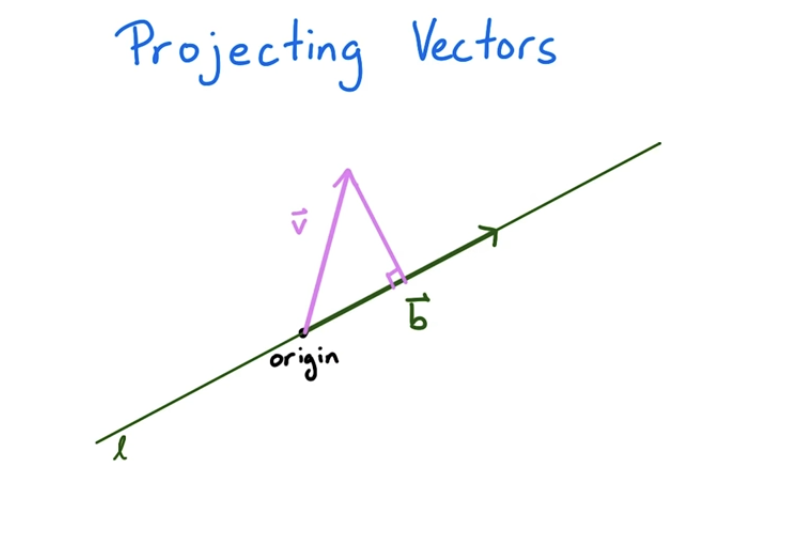 Projecting Vectors
v⃗
b⃗
origin
l